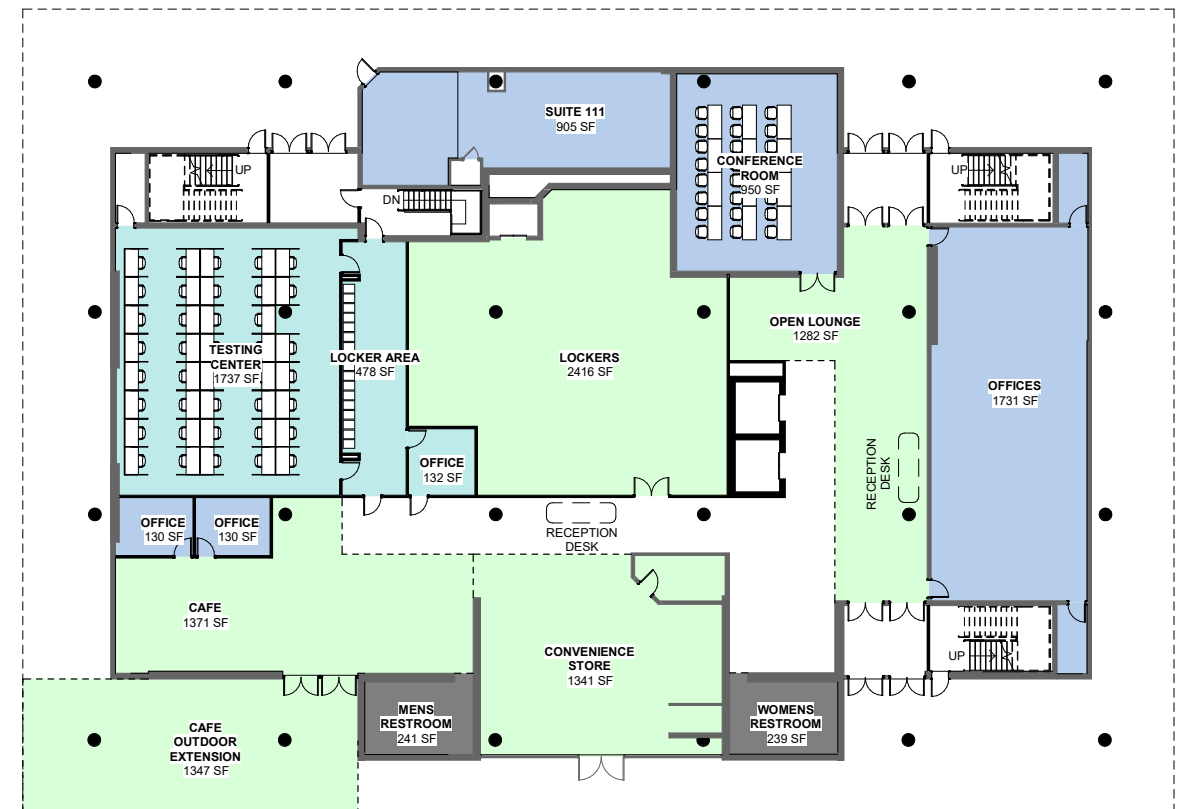 SUITE 111
905 SF
CONFERENCE
ROOM
950 SF
UP
UP
DN
OPEN LOUNGE
1282 SF
TESTING
CENTER
1737 SF
LOCKER AREA
478 SF
LOCKERS
2416 SF
OFFICES
1731 SF
OFFICE
132 SF
RECEPTION
DESK
OFFICE
130 SF
OFFICE
130 SF
RECEPTION
DESK
CAFE
1371 SF
CONVENIENCE
STORE
1341 SF
UP
MENS
RESTROOM
241 SF
WOMENS
RESTROOM
239 SF
CAFE
OUTDOOR
EXTENSION
1347 SF